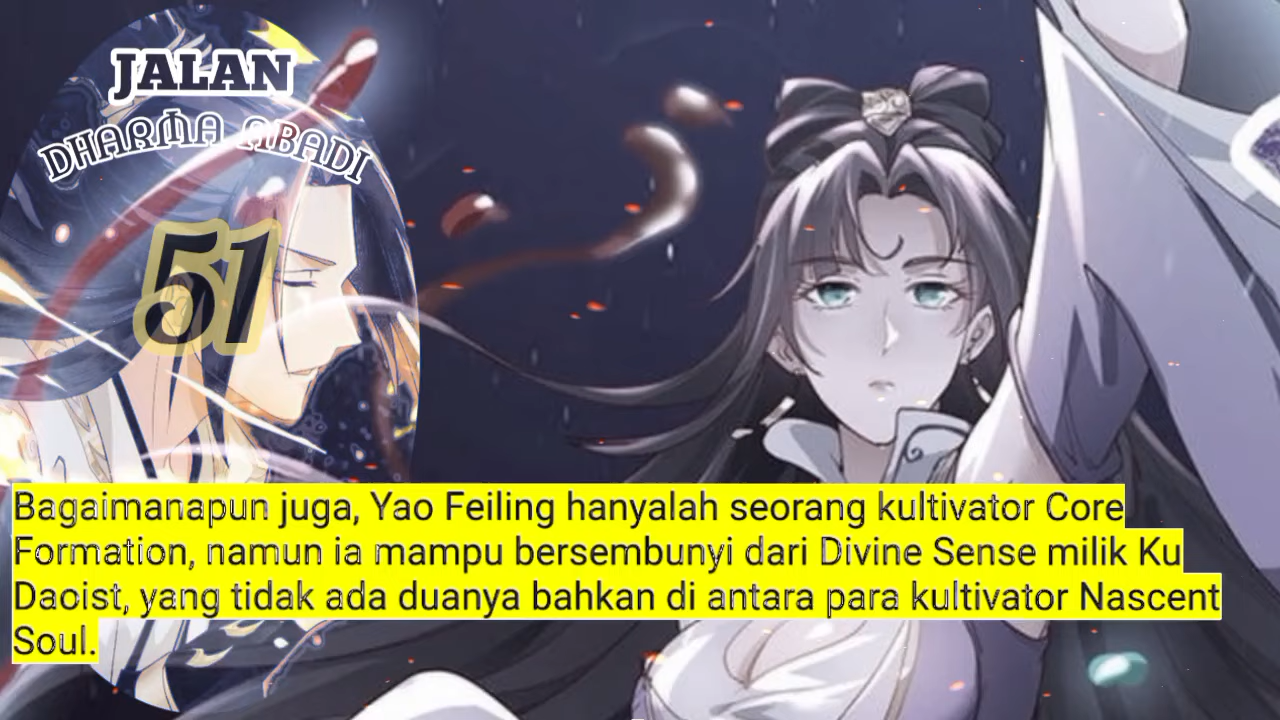 JALAN
DHARMA ABADI
51
Bagaimanapun juga, Yao Feiling hanyalah seorang kultivator Core
Formation, namun ia mampu bersembunyi dari Divine Sense milik Ku
Daoist, yang tidak ada duanya bahkan di antara para kultivator Nascent
Soul.